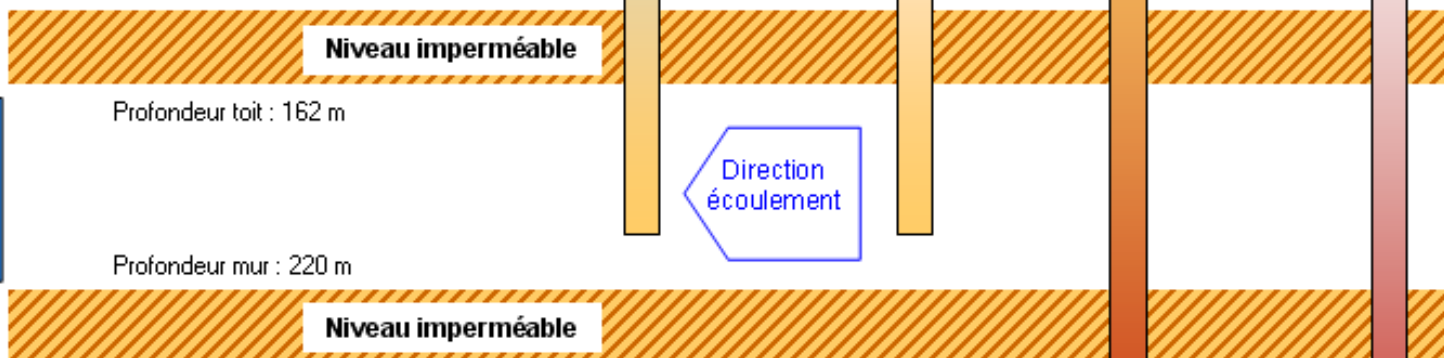 Niveau imperméable
Profondeur toit : 162 m
Direction
écoulement
Profondeur mur : 220 m
Niveau imperméable